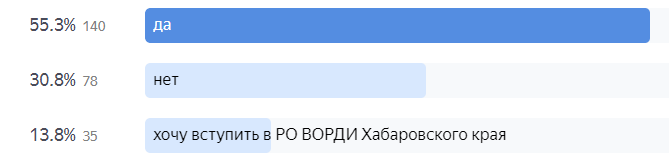 55.3% 140 да
30.8% 78 нет
13.8% 35 хочу вступить в РО ВОРДИ Хабаровского края